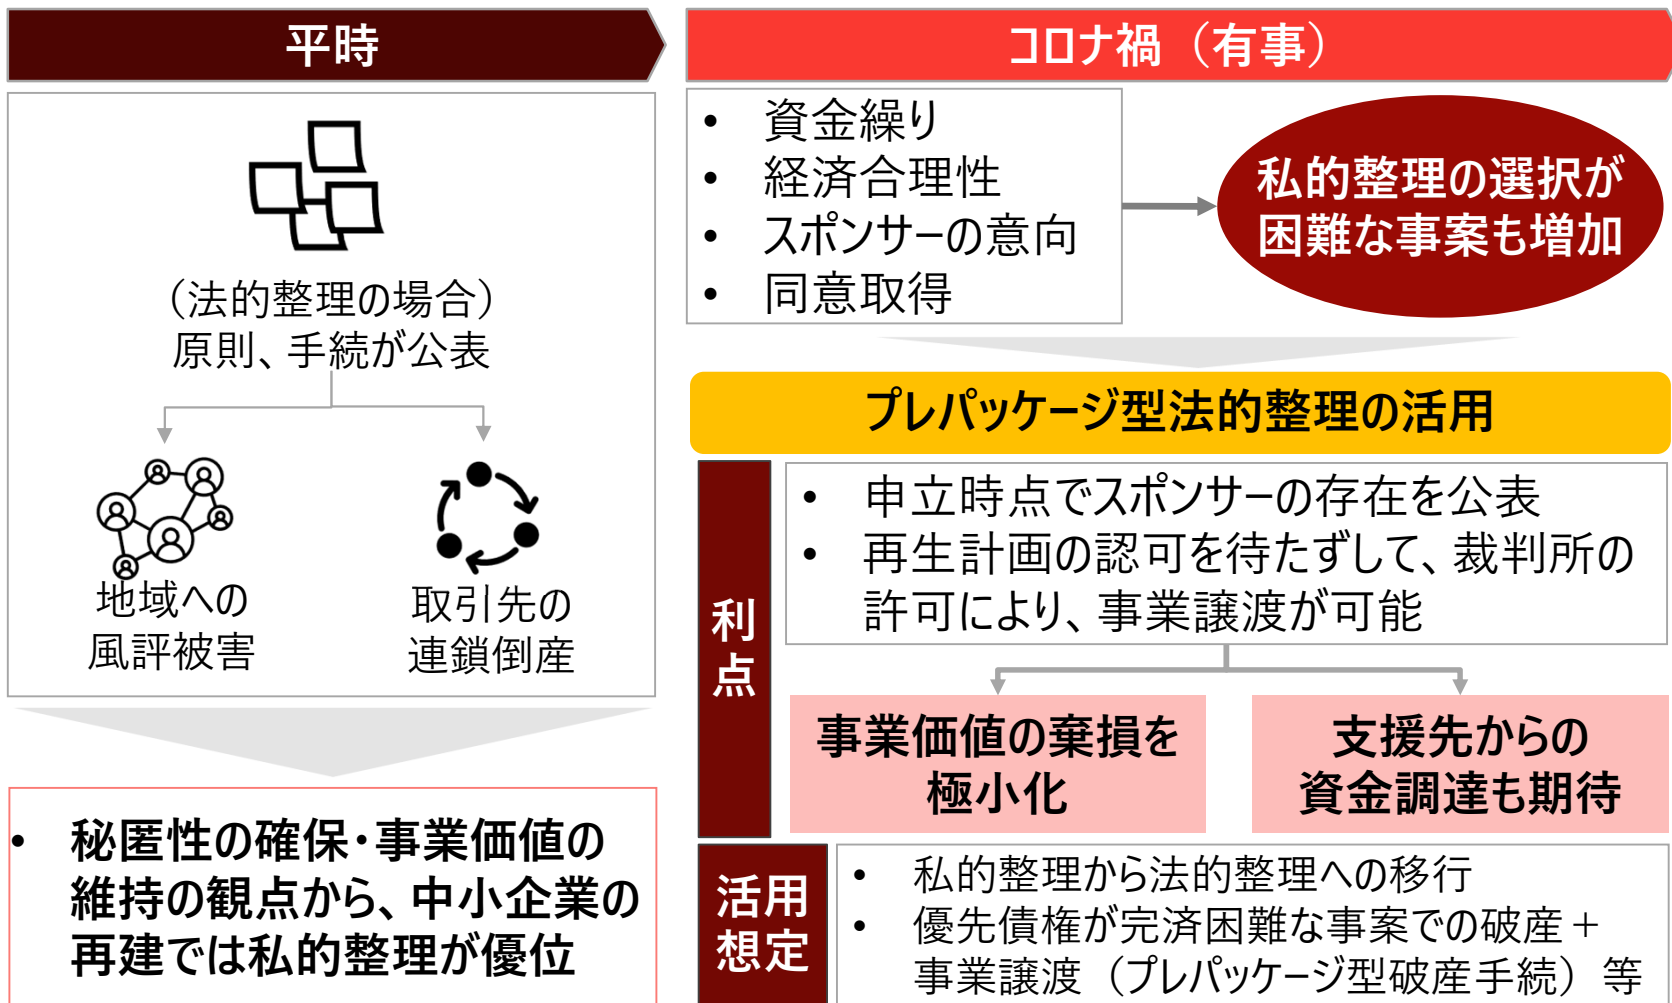 平時
（法的整理の場合）
原則、手続が公表
地域への
風評被害
取引先の
連鎖倒産
• 秘匿性の確保・事業価値の
維持の観点から、中小企業の
再建では私的整理が優位
コロナ禍（有事）
• 資金繰り
• 経済合理性
• スポンサーの意向
• 同意取得
私的整理の選択が
困難な事案も増加
プレパッケージ型法的整理の活用
利点
• 申立時点でスポンサーの存在を公表
• 再生計画の認可を待たずして、裁判所の
許可により、事業譲渡が可能
事業価値の棄損を
極小化
支援先からの
資金調達も期待
活用
想定
• 私的整理から法的整理への移行
• 優先債権が完済困難な事案での破産＋
事業譲渡（プレパッケージ型破産手続）等